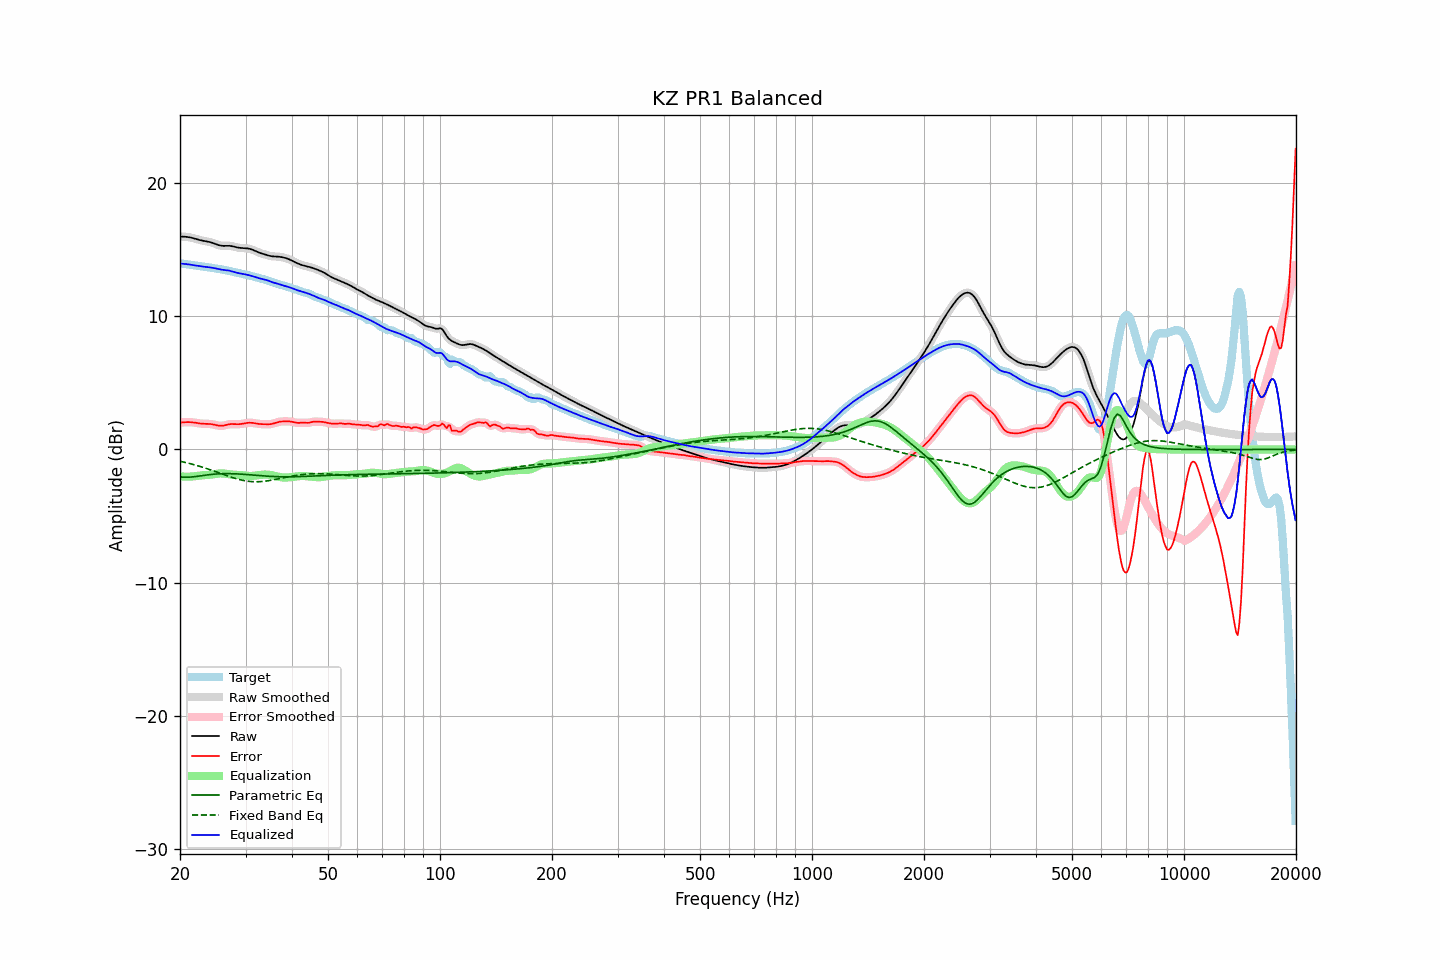 KZ PR1 Balanced
Amplitude (dBr)
20
10
0
−10
−20
−30
Target
Raw Smoothed
Error Smoothed
Raw
Error
Equalization
Parametric Eq
Fixed Band Eq
Equalized
20 50 100 200 500 1000 2000 5000 10000 20000
Frequency (Hz)